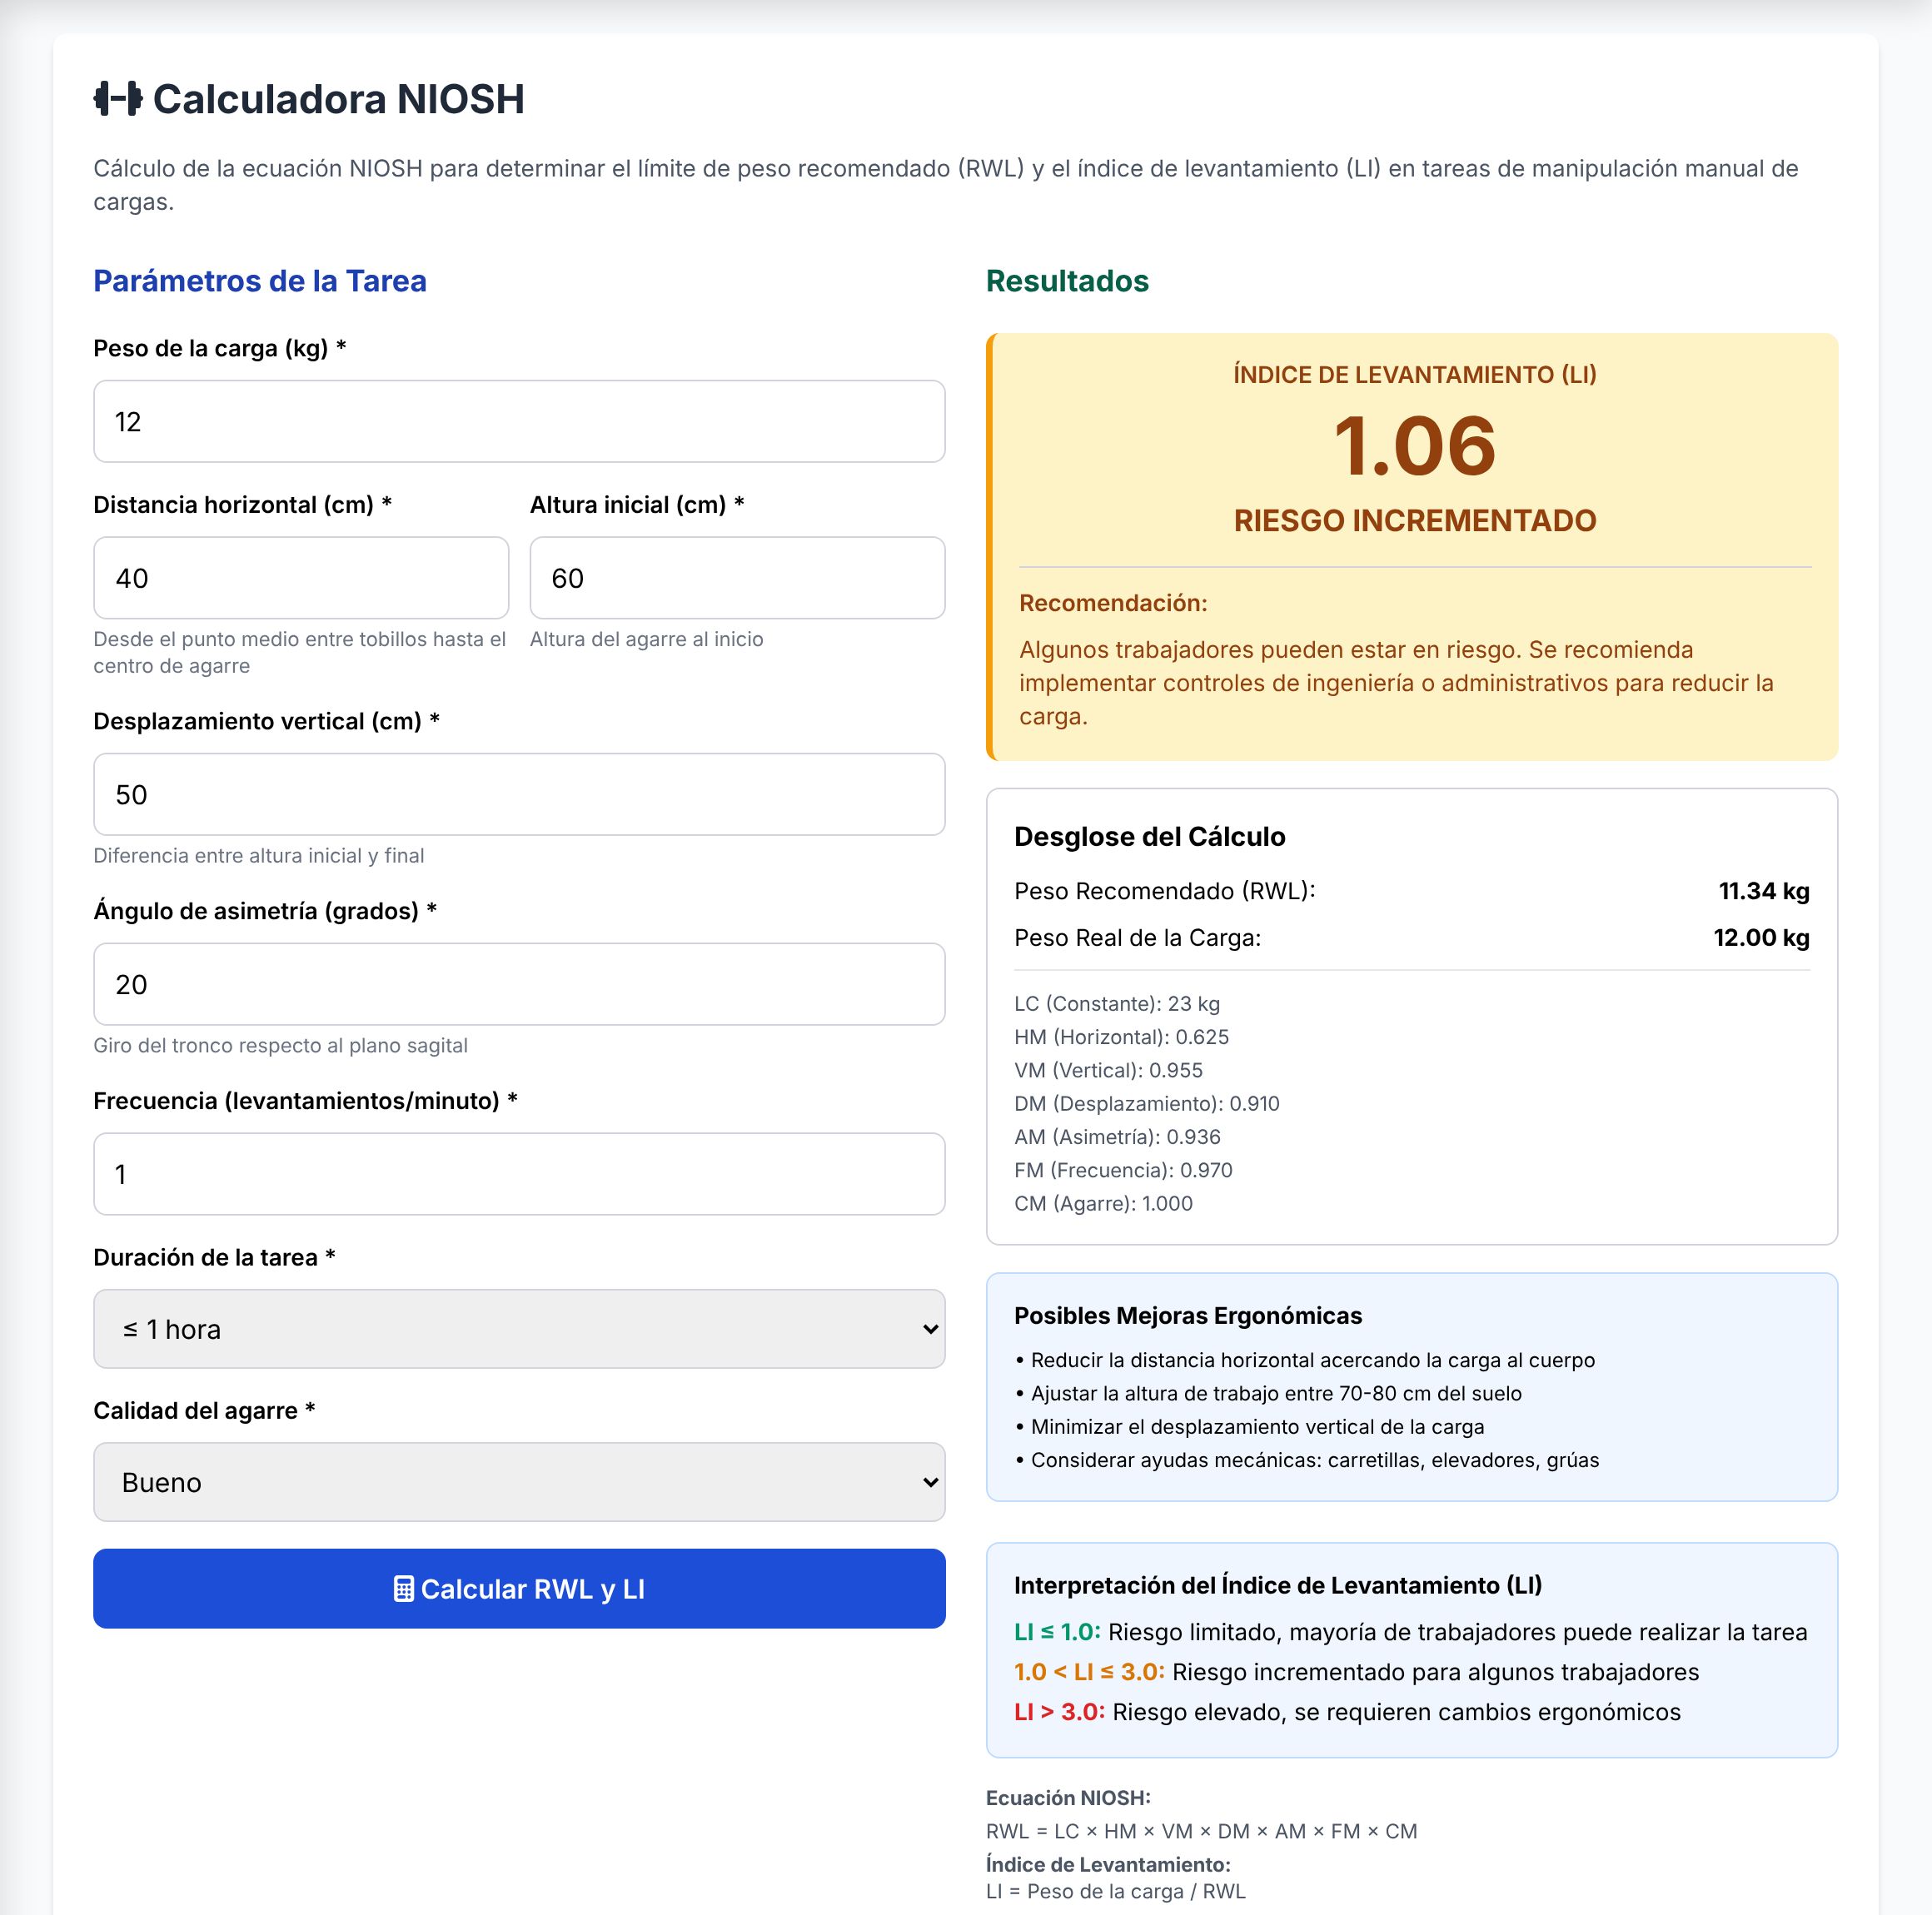 Calculadora NIOSH
Cálculo de la ecuación NIOSH para determinar el límite de peso recomendado (RWL) y el índice de levantamiento (LI) en tareas de manipulación manual de
cargas.
Parámetros de la Tarea
Peso de la carga (kg) *
12
Distancia horizontal (cm) *
40
Desde el punto medio entre tobillos hasta el
centro de agarre
Altura inicial (cm) *
60
Altura del agarre al inicio
Desplazamiento vertical (cm) *
50
Diferencia entre altura inicial y final
Ángulo de asimetría (grados) *
20
Giro del tronco respecto al plano sagital
Frecuencia (levantamientos/minuto) *
1
Duración de la tarea *
≤ 1 hora
Calidad del agarre *
Bueno
Calcular RWL y LI
Resultados
ÍNDICE DE LEVANTAMIENTO (LI)
1.06
RIESGO INCREMENTADO
Recomendación:
Algunos trabajadores pueden estar en riesgo. Se recomienda
implementar controles de ingeniería o administrativos para reducir la
carga.
Desglose del Cálculo
Peso Recomendado (RWL): 11.34 kg
Peso Real de la Carga: 12.00 kg
LC (Constante): 23 kg
HM (Horizontal): 0.625
VM (Vertical): 0.955
DM (Desplazamiento): 0.910
AM (Asimetría): 0.936
FM (Frecuencia): 0.970
CM (Agarre): 1.000
Posibles Mejoras Ergonómicas
• Reducir la distancia horizontal acercando la carga al cuerpo
• Ajustar la altura de trabajo entre 70-80 cm del suelo
• Minimizar el desplazamiento vertical de la carga
• Considerar ayudas mecánicas: carretillas, elevadores, grúas
Interpretación del Índice de Levantamiento (LI)
LI ≤ 1.0: Riesgo limitado, mayoría de trabajadores puede realizar la tarea
1.0 < LI ≤ 3.0: Riesgo incrementado para algunos trabajadores
LI > 3.0: Riesgo elevado, se requieren cambios ergonómicos
Ecuación NIOSH:
RWL = LC × HM × VM × DM × AM × FM × CM
Índice de Levantamiento:
LI = Peso de la carga / RWL